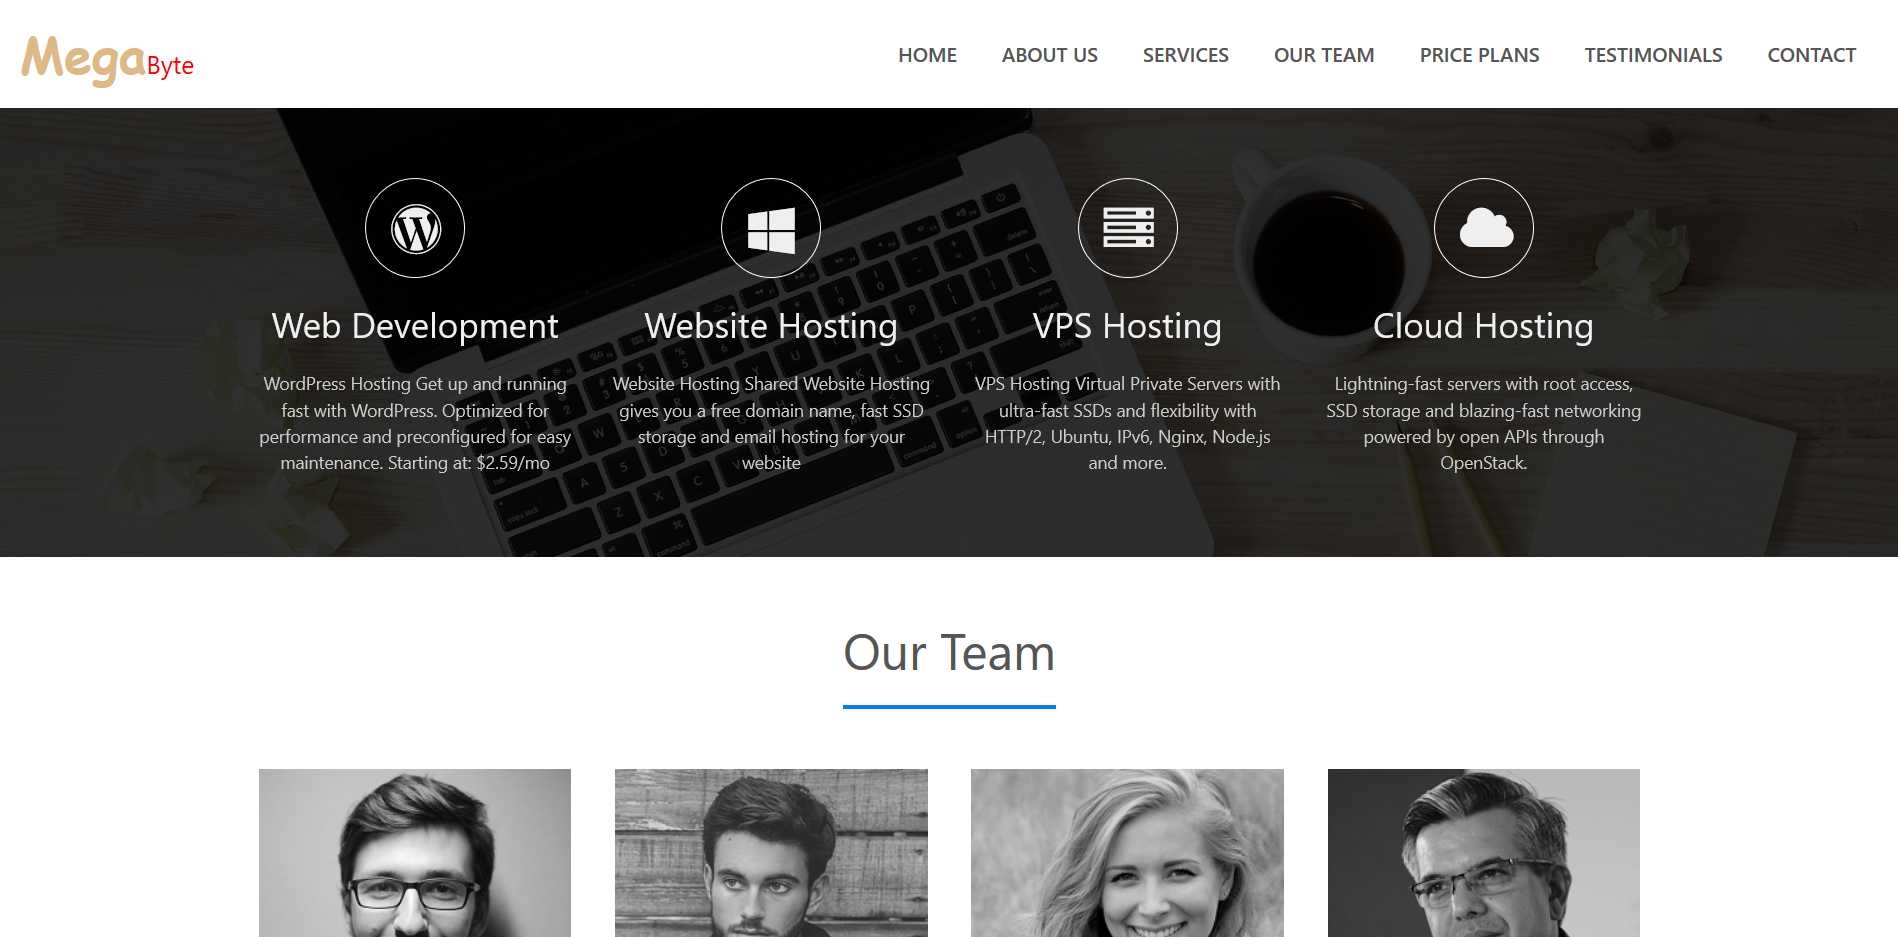 MegaByte
HOME ABOUT US SERVICES OUR TEAM PRICE PLANS TESTIMONIALS CONTACT
Web Development
WordPress Hosting Get up and running
fast with WordPress. Optimized for
performance and preconfigured for easy
maintenance. Starting at: $2.59/mo
Website Hosting
Website Hosting Shared Website Hosting
gives you a free domain name, fast SSD
storage and email hosting for your
website
VPS Hosting
VPS Hosting Virtual Private Servers with
ultra-fast SSDs and flexibility with
HTTP/2, Ubuntu, IPv6, Nginx, Node.js
and more.
Cloud Hosting
Lightning-fast servers with root access,
SSD storage and blazing-fast networking
powered by open APIs through
OpenStack.
Our Team